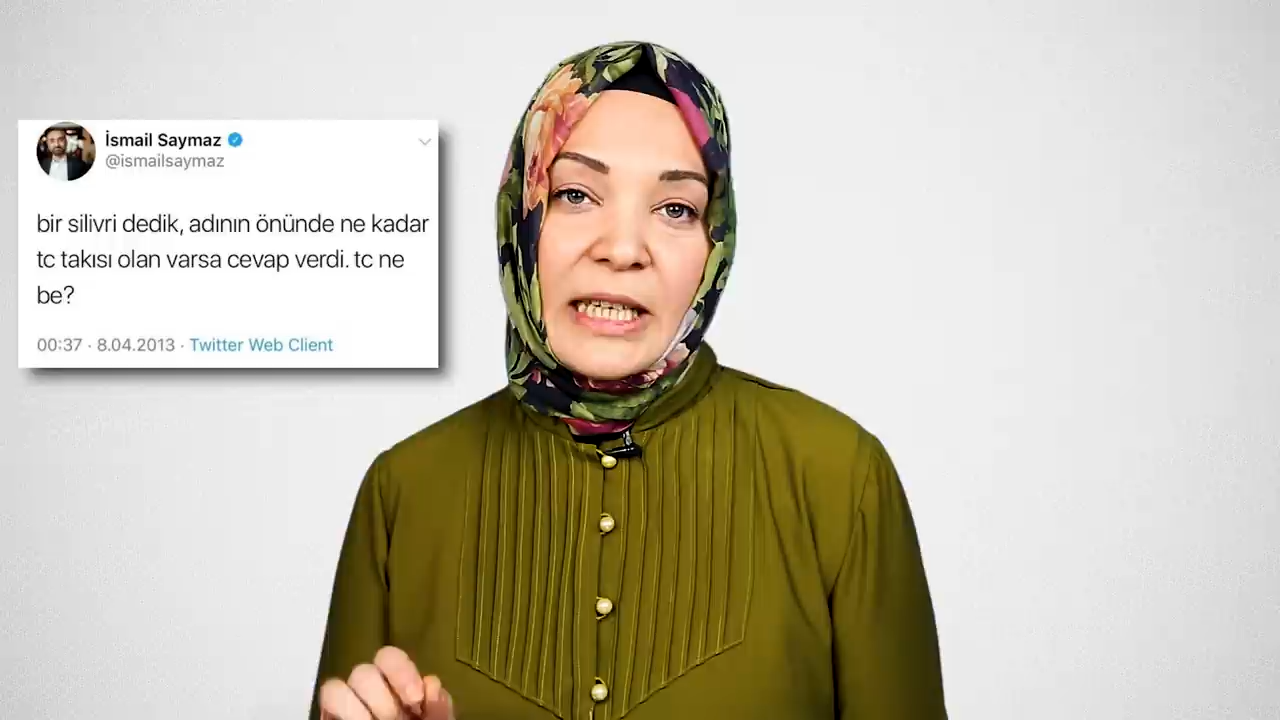 İsmail Saymaz
@ismailsaymaz
bir silivri dedik, adının önünde ne kadar
tc takısı olan varsa cevap verdi. tc ne
be?
00:37 · 8.04.2013 · Twitter Web Client